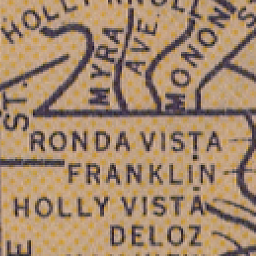 HOLLY KNOLL
MYRA
AVE.
MONON
ST.
RONDA VISTA
FRANKLIN
HOLLY VISTA
DELOZ